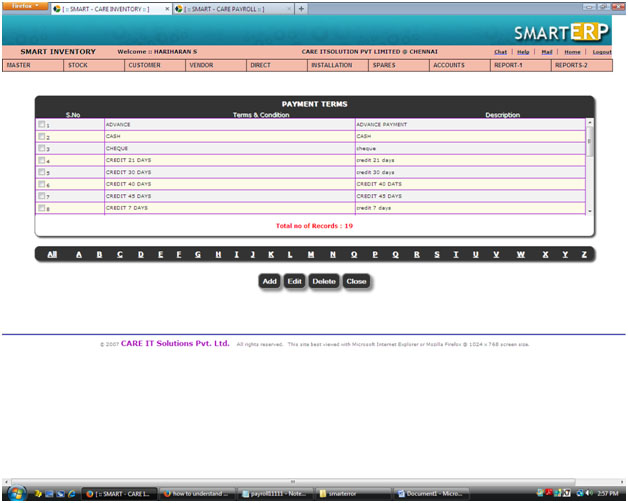 Firefox
[ :: SMART - CARE INVENTORY :: ] × [ :: SMART - CARE PAYROLL :: ] × +
SMARTERP
SMART INVENTORY Welcome :: HARIHARAN S CARE ITSOLUTION PVT LIMITED @ CHENNAI Chat | Help | Mail | Home | Logout
MASTER STOCK CUSTOMER VENDOR DIRECT INSTALLATION SPARES ACCOUNTS REPORT-1 REPORTS-2
PAYMENT TERMS
S.No Terms & Condition Description
1 ADVANCE ADVANCE PAYMENT
2 CASH CASH
3 CHEQUE cheque
4 CREDIT 21 DAYS credit 21 days
5 CREDIT 30 DAYS credit 30 days
6 CREDIT 40 DAYS CREDIT 40 DATS
7 CREDIT 45 DAYS CREDIT 45 DAYS
8 CREDIT 7 DAYS credit 7 days
Total no of Records : 19
All A B C D E F G H I J K L M N O P Q R S T U V W X Y Z
Add Edit Delete Close
© 2007 CARE IT Solutions Pvt. Ltd. All rights reserved. This site best viewed with Microsoft Internet Explorer or Mozilla Firefox @ 1024 x 768 screen size.
[ :: SMART - CARE I... how to understand ... payroll11111 - Note... smarterror Document1 - Micro... 2:57 PM